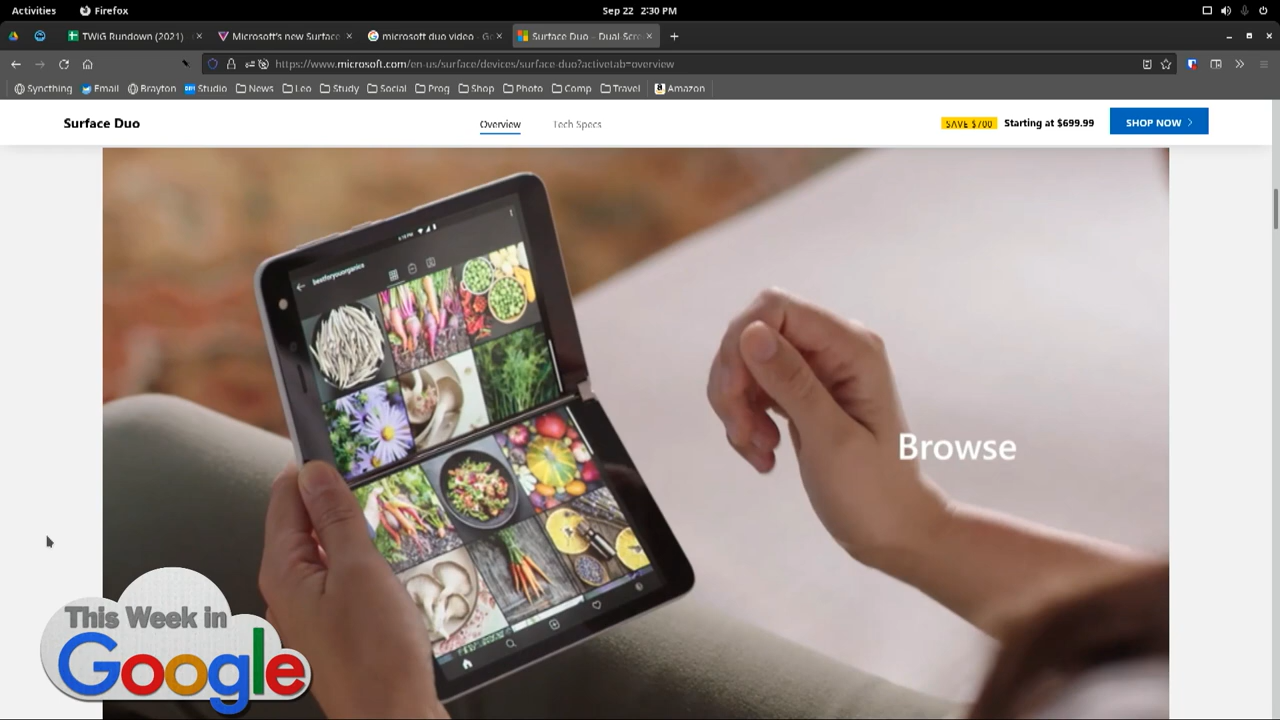 Activities
Firefox
Sep 22 2:30 PM
TWiG Rundown (2021)
Microsoft's new Surface
microsoft duo video - Go
Surface Duo – Dual-Scre
https://www.microsoft.com/en-us/surface/devices/surface-duo?activetab=overview
Syncthing
Email
Brayton
Studio
News
Leo
Study
Social
Prog
Shop
Photo
Comp
Travel
Amazon
Surface Duo
Overview
Tech Specs
SAVE $700
Starting at $699.99
SHOP NOW
bestforyouorganics
Browse
This Week in
Google